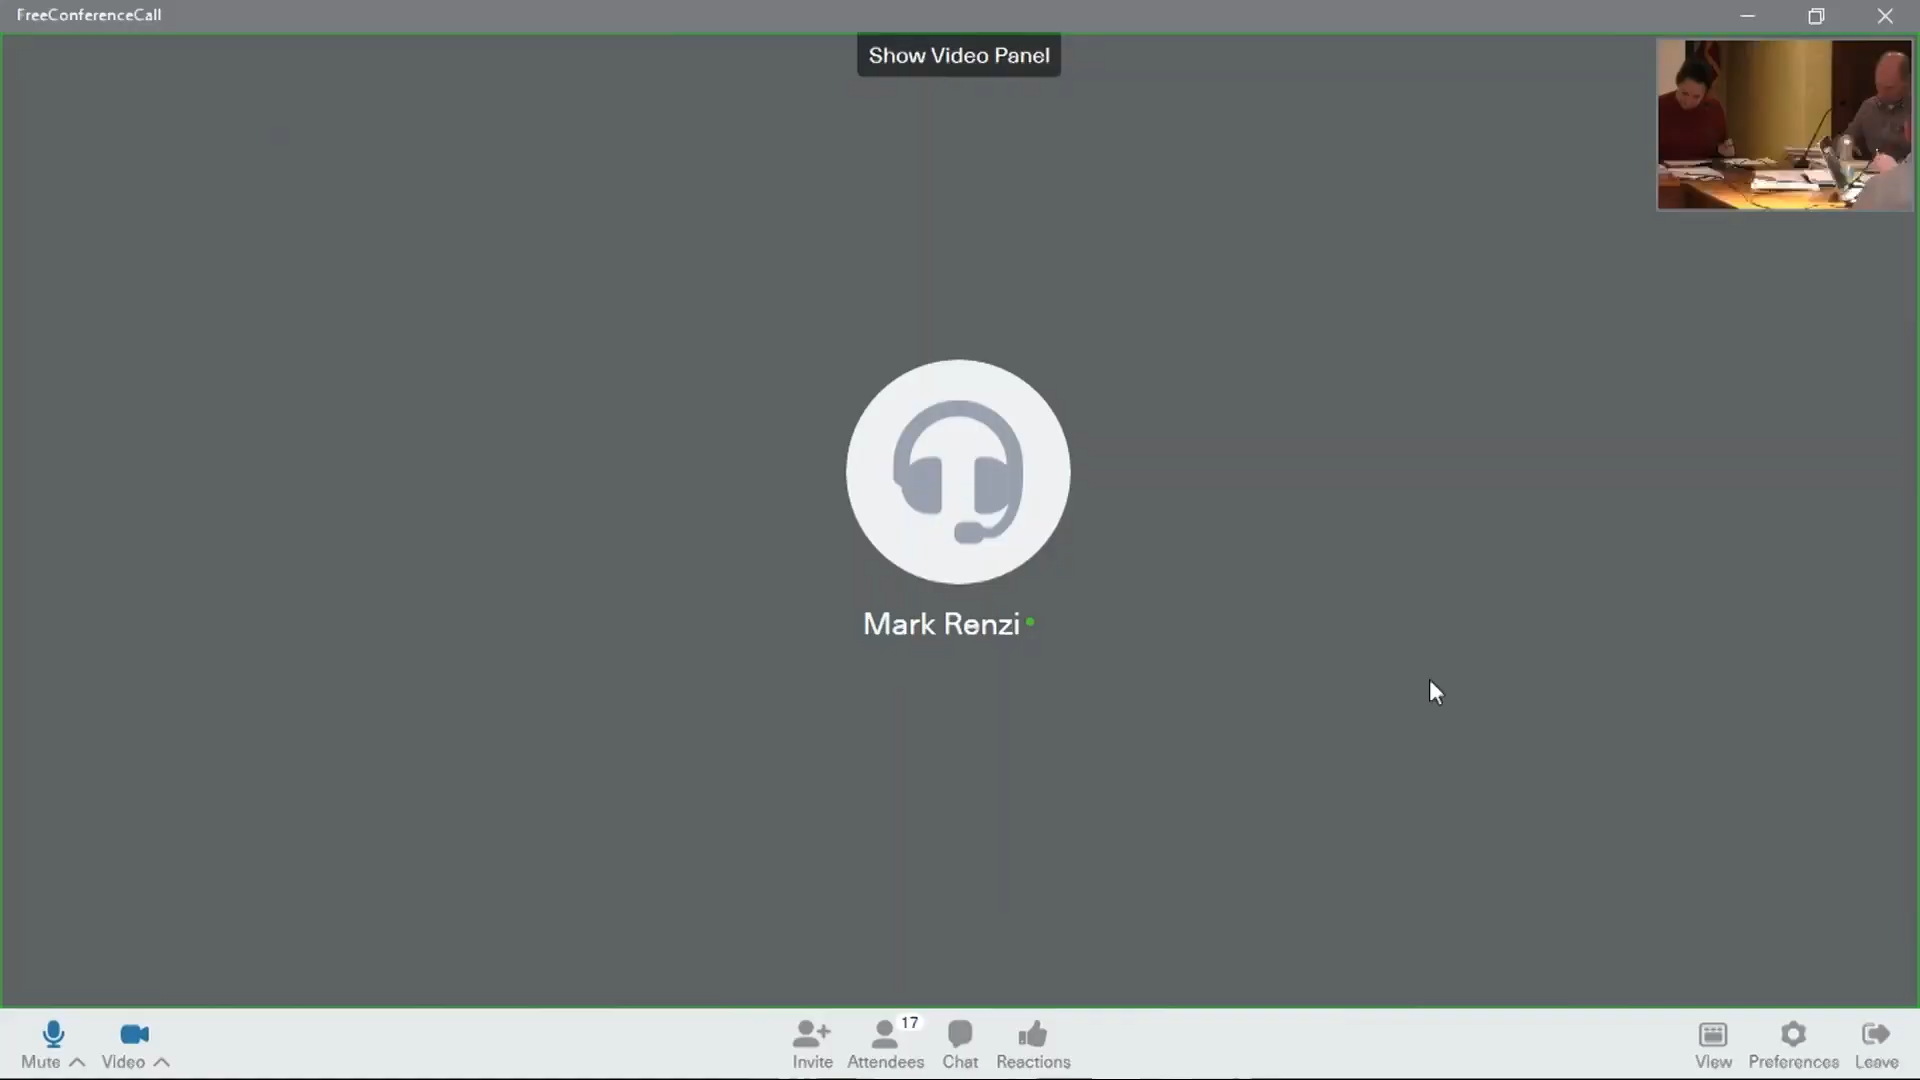 FreeConferenceCall
Show Video Panel
Mark Renzi
17
Mute
Video
Invite
Attendees
Chat
Reactions
View
Preferences
Leave